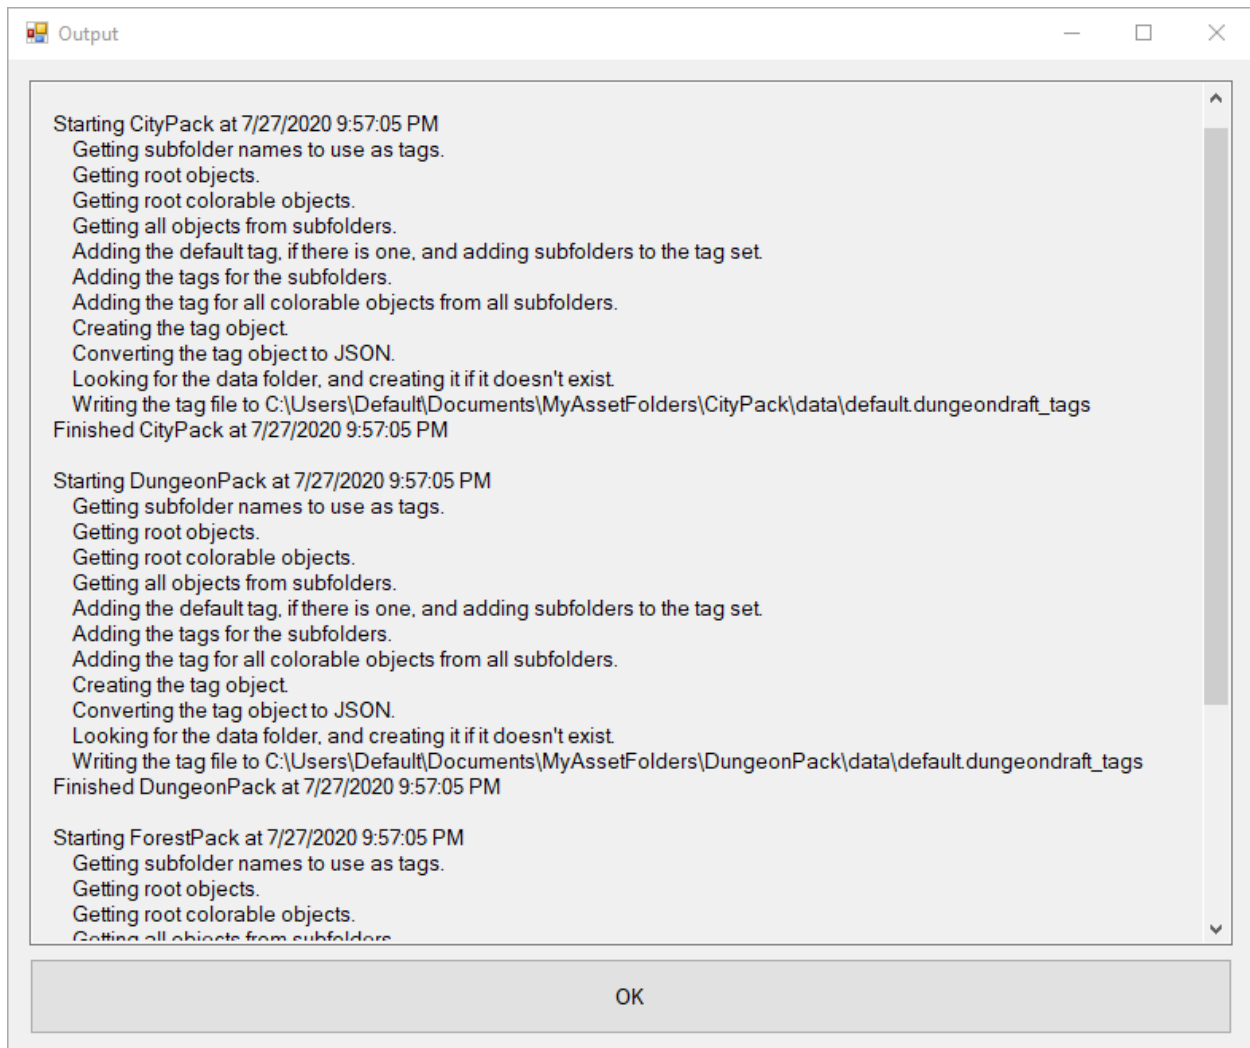 Output
Starting CityPack at 7/27/2020 9:57:05 PM
Getting subfolder names to use as tags.
Getting root objects.
Getting root colorable objects.
Getting all objects from subfolders.
Adding the default tag, if there is one, and adding subfolders to the tag set.
Adding the tags for the subfolders.
Adding the tag for all colorable objects from all subfolders.
Creating the tag object.
Converting the tag object to JSON.
Looking for the data folder, and creating it if it doesn't exist.
Writing the tag file to C:\Users\Default\Documents\MyAssetFolders\CityPack\data\default.dungeondraft_tags
Finished CityPack at 7/27/2020 9:57:05 PM
Starting DungeonPack at 7/27/2020 9:57:05 PM
Getting subfolder names to use as tags.
Getting root objects.
Getting root colorable objects.
Getting all objects from subfolders.
Adding the default tag, if there is one, and adding subfolders to the tag set.
Adding the tags for the subfolders.
Adding the tag for all colorable objects from all subfolders.
Creating the tag object.
Converting the tag object to JSON.
Looking for the data folder, and creating it if it doesn't exist.
Writing the tag file to C:\Users\Default\Documents\MyAssetFolders\DungeonPack\data\default.dungeondraft_tags
Finished DungeonPack at 7/27/2020 9:57:05 PM
Starting ForestPack at 7/27/2020 9:57:05 PM
Getting subfolder names to use as tags.
Getting root objects.
Getting root colorable objects.
Getting all objects from subfolders
OK